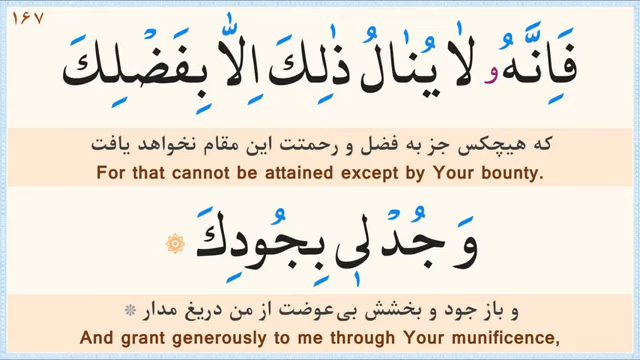 ۱۶۷
فَاِنَّهُ و لاٰ يُنٰالُ ذٰلِكَ اِلاّٰ بِفَضْلِكَ
که هیچکس جز به فضل و رحمتت این مقام نخواهد یافت
For that cannot be attained except by Your bounty.
وَ جُدْ لٖى بِجُودِكَ
و باز جود و بخشش بی‌عوضت از من دریغ مدار
And grant generously to me through Your munificence,